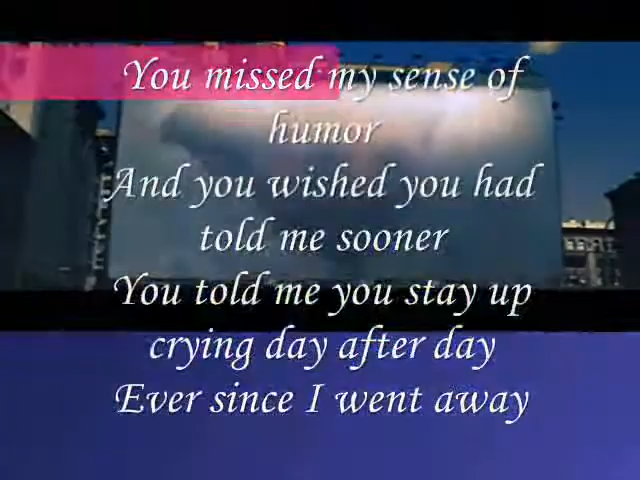 You missed my sense of
humor
And you wished you had
told me sooner
You told me you stay up
crying day after day
Ever since I went away